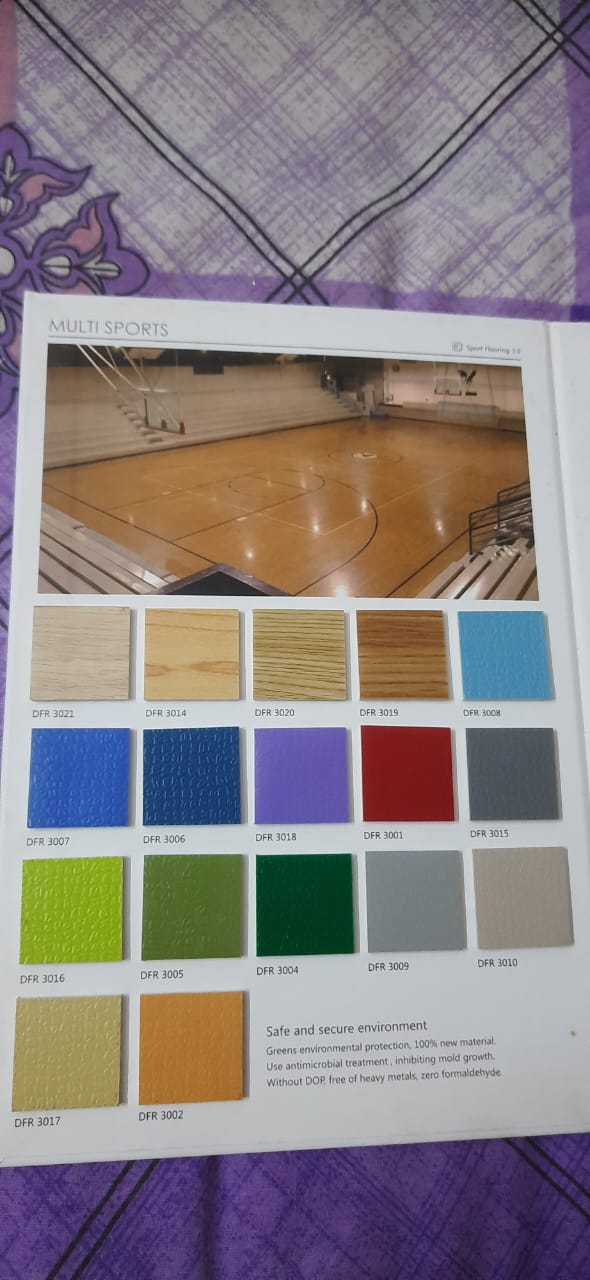 MULTI SPORTS
Sport Flooring 3.0
DFR 3021 DFR 3014 DFR 3020 DFR 3019 DFR 3008
DFR 3007 DFR 3006 DFR 3018 DFR 3001 DFR 3015
DFR 3016 DFR 3005 DFR 3004 DFR 3009 DFR 3010
DFR 3017 DFR 3002
Safe and secure environment
Greens environmental protection, 100% new material.
Use antimicrobial treatment , inhibiting mold growth.
Without DOP, free of heavy metals, zero formaldehyde.